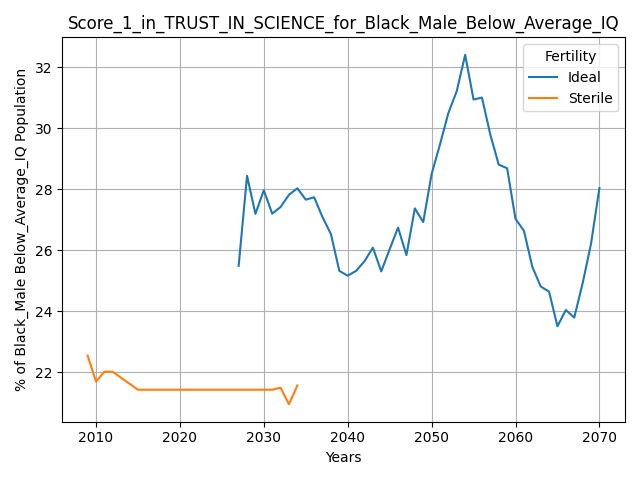 Score_1_in_TRUST_IN_SCIENCE_for_Black_Male_Below_Average_IQ
% of Black_Male Below_Average_IQ Population
32
30
28
26
24
22
Fertility
Ideal
Sterile
2010 2020 2030 2040 2050 2060 2070
Years